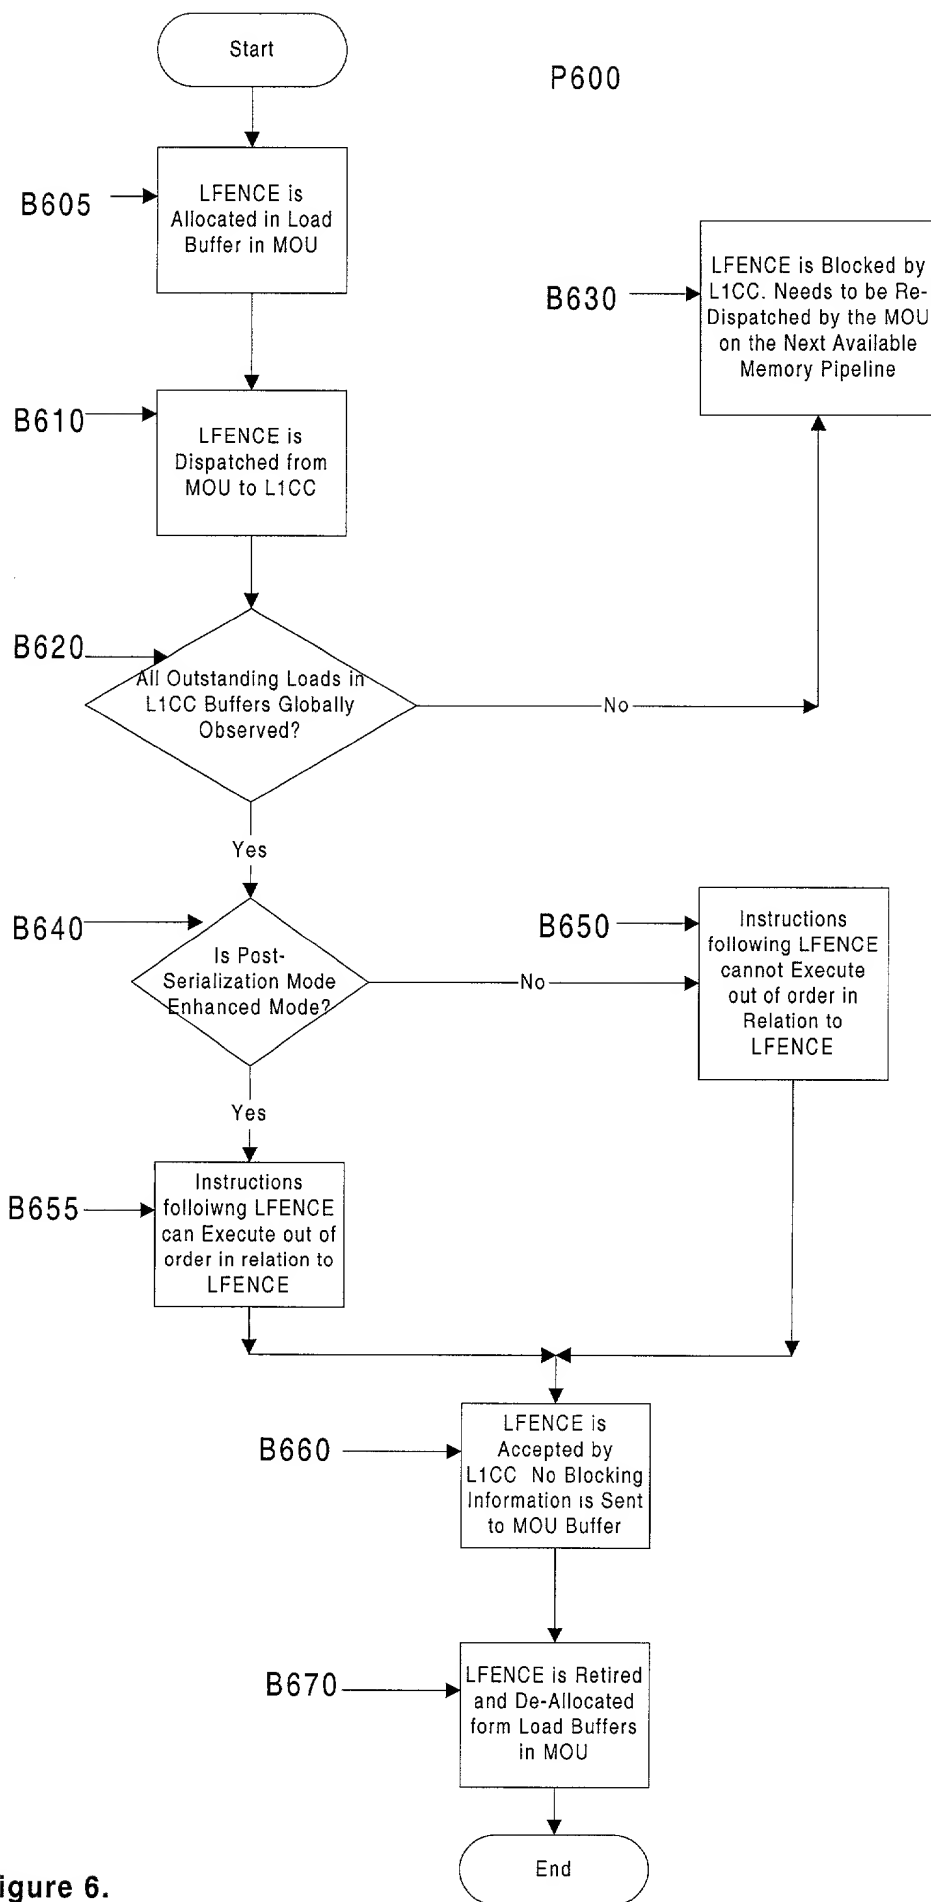 Start
P600
B605
LFENCE is
Allocated in Load
Buffer in MOU
B630
LFENCE is Blocked by
L1CC. Needs to be Re-
Dispatched by the MOU
on the Next Available
Memory Pipeline
B610
LFENCE is
Dispatched from
MOU to L1CC
B620
All Outstanding Loads in
L1CC Buffers Globally
Observed?
No
Yes
B640
Is Post-
Serialization Mode
Enhanced Mode?
No
B650
Instructions
following LFENCE
cannot Execute
out of order in
Relation to
LFENCE
Yes
B655
Instructions
folloiwng LFENCE
can Execute out of
order in relation to
LFENCE
B660
LFENCE is
Accepted by
L1CC No Blocking
Information is Sent
to MOU Buffer
B670
LFENCE is Retired
and De-Allocated
form Load Buffers
in MOU
End
igure 6.